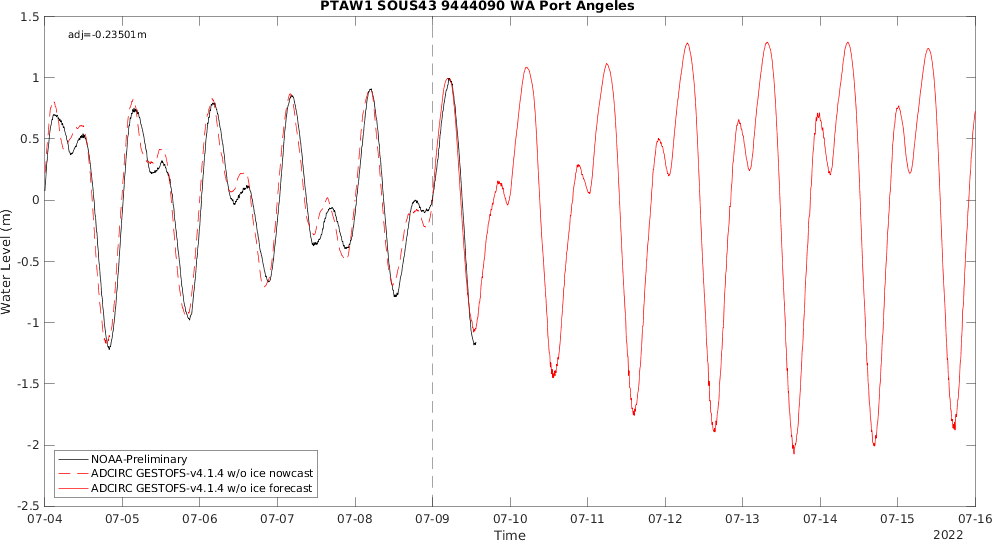 PTAW1 SOUS43 9444090 WA Port Angeles
adj=-0.23501m
1.5
1
0.5
0
-0.5
-1
-1.5
-2
-2.5
Water Level (m)
NOAA-Preliminary
ADCIRC GESTOFS-v4.1.4 w/o ice nowcast
ADCIRC GESTOFS-v4.1.4 w/o ice forecast
07-04 07-05 07-06 07-07 07-08 07-09 07-10 07-11 07-12 07-13 07-14 07-15 07-16
Time
2022